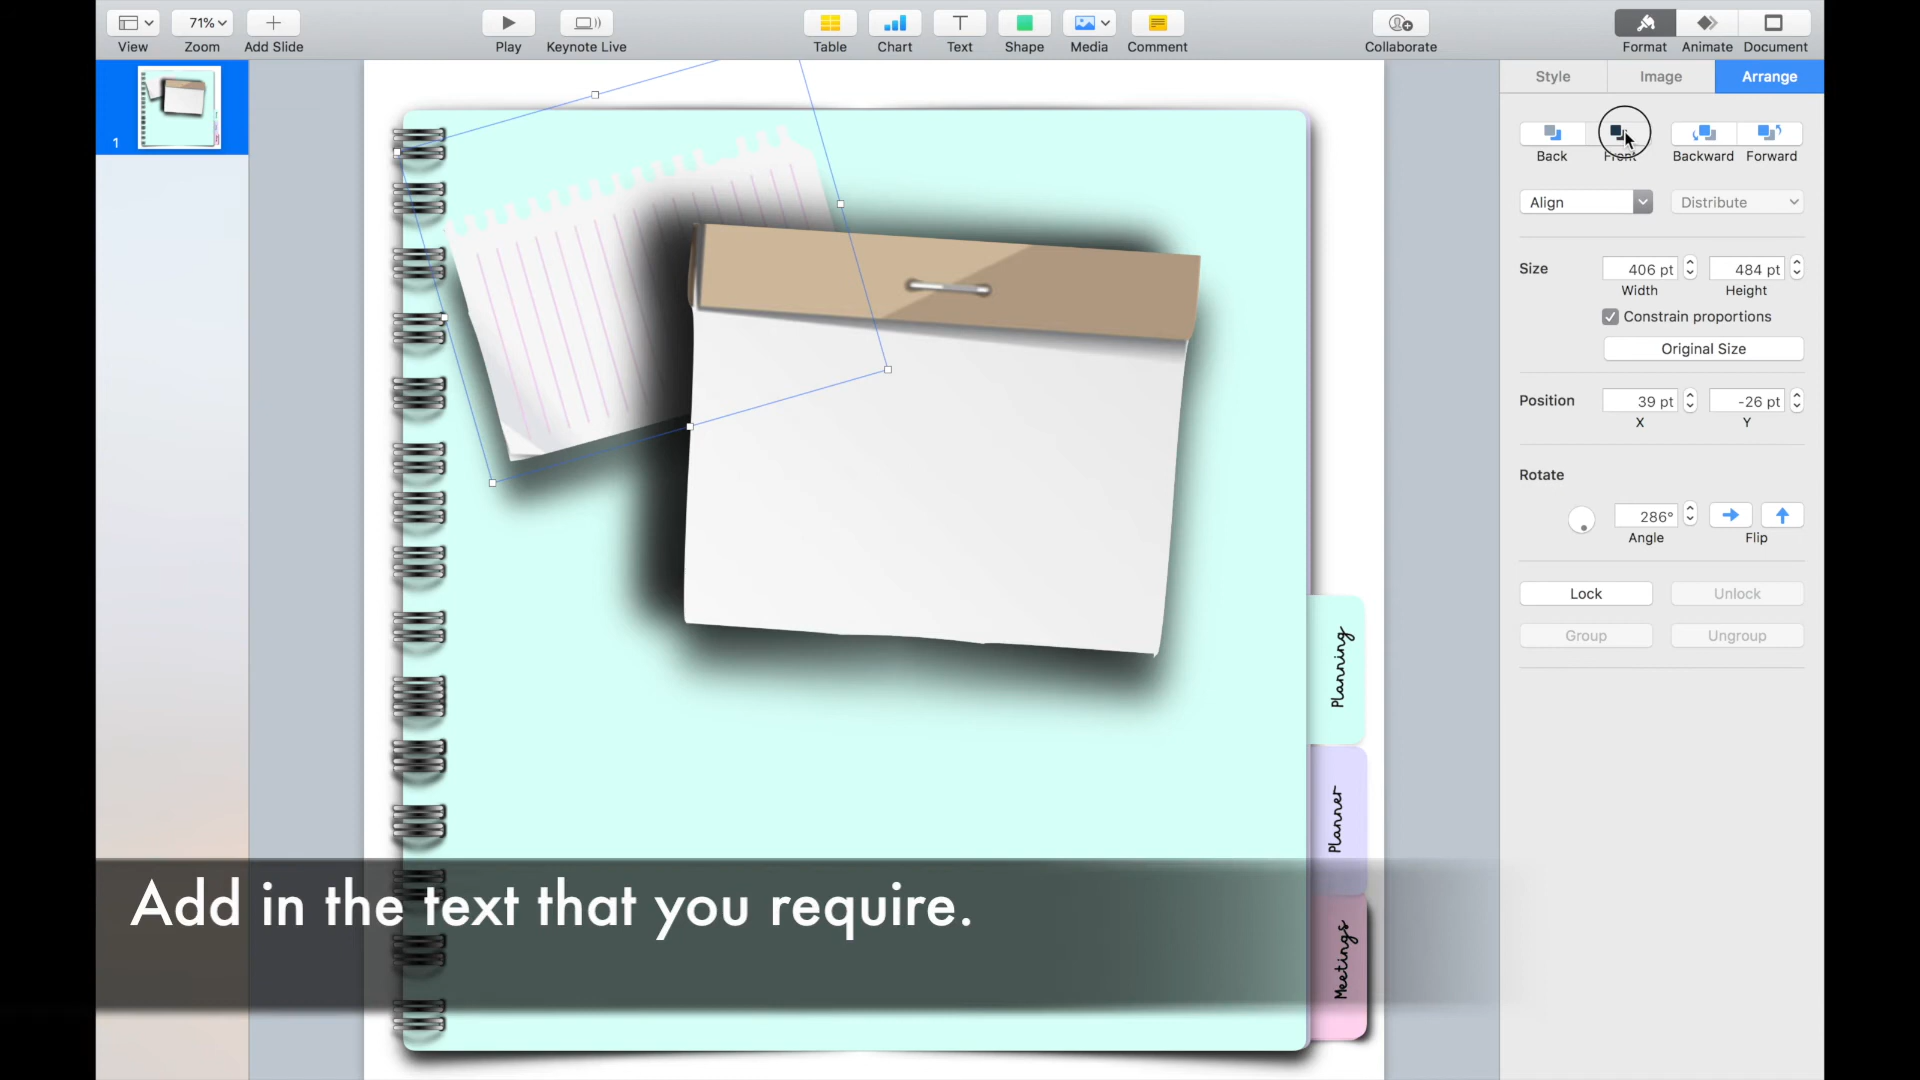 71%
View
Zoom
Add Slide
Play
Keynote Live
Table
Chart
Text
Shape
Media
Comment
Collaborate
Format
Animate
Document
1
Style
Image
Arrange
Back
Front
Backward
Forward
Align
Distribute
Size
406 pt
484 pt
Width
Height
Constrain proportions
Original Size
Position
39 pt
-26 pt
X
Y
Rotate
286°
Angle
Flip
Lock
Unlock
Group
Ungroup
Planning
Planner
Meetings
Add in the text that you require.